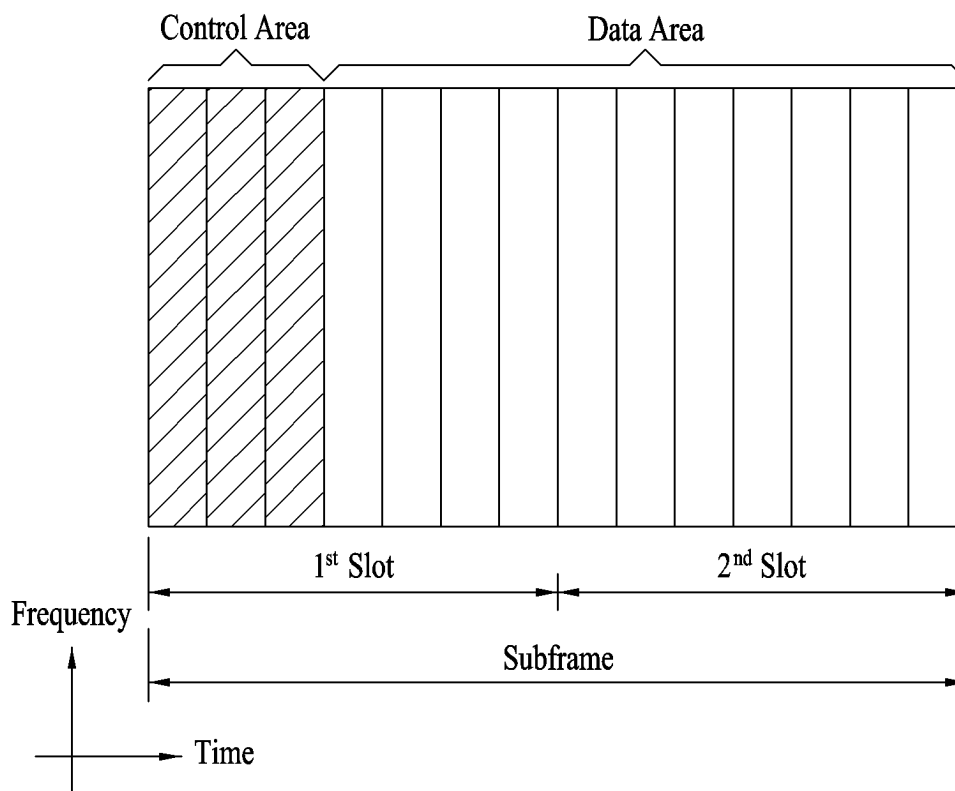 Control Area
Data Area
1st Slot
2nd Slot
Frequency
Subframe
Time